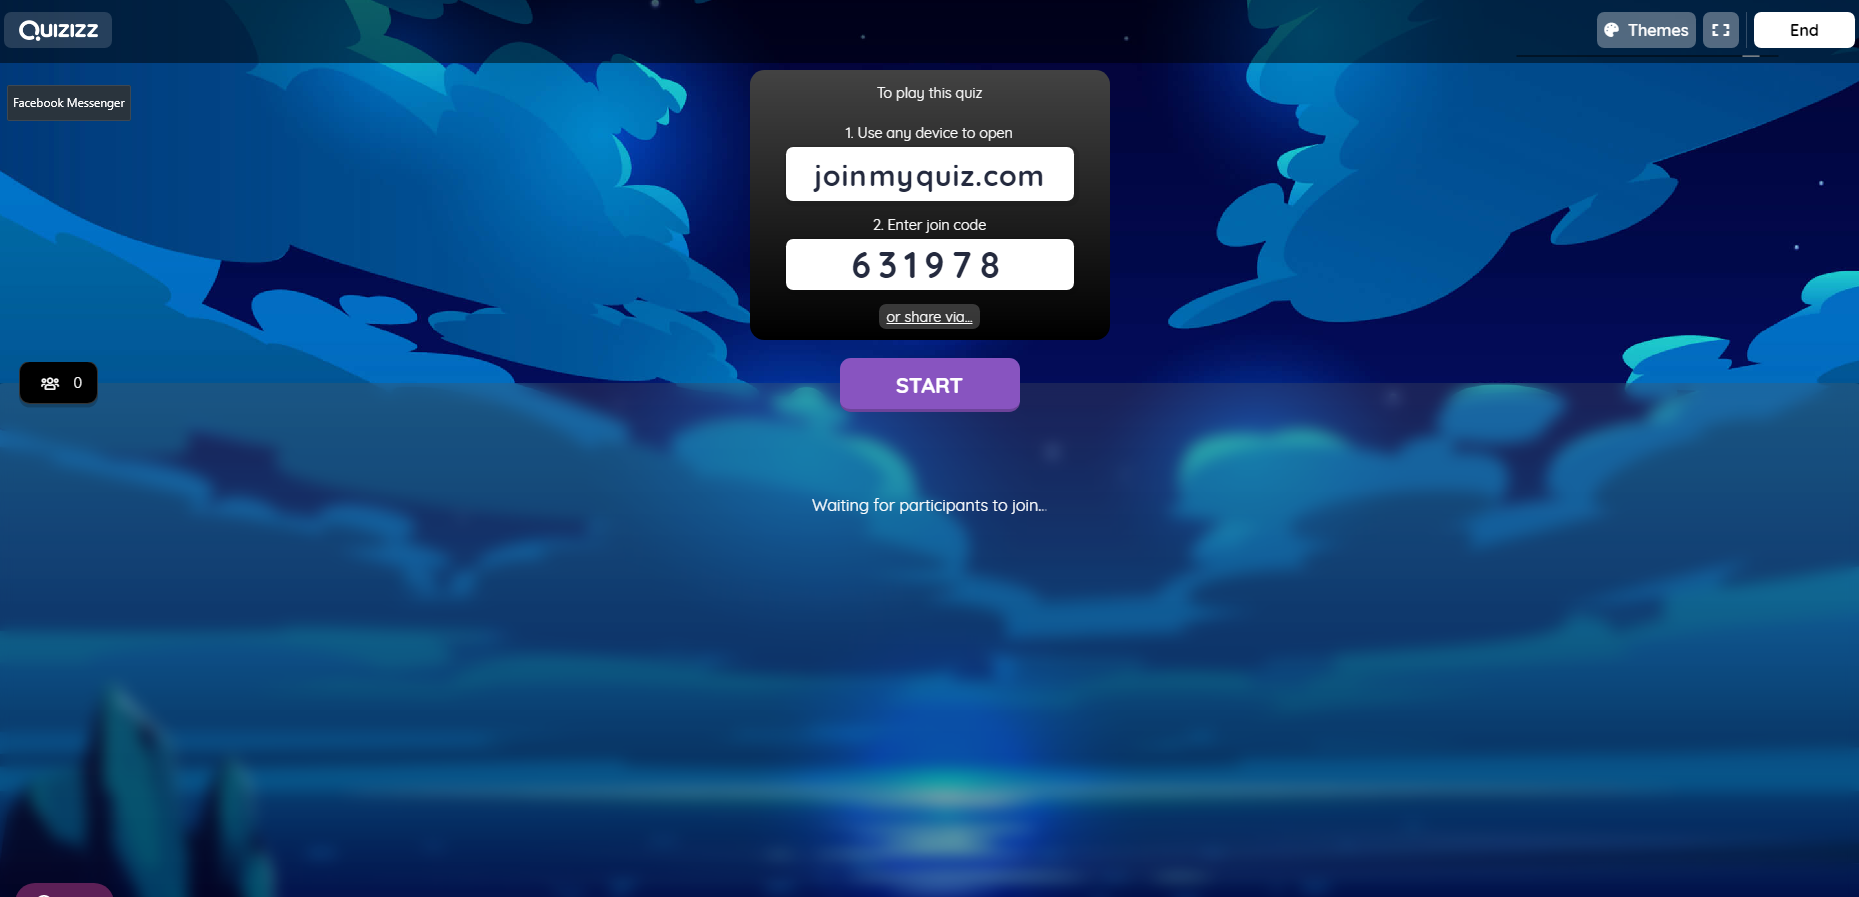 Quizizz
Themes
End
Facebook Messenger
To play this quiz
1. Use any device to open
joinmyquiz.com
2. Enter join code
631978
or share via...
0
START
Waiting for participants to join...